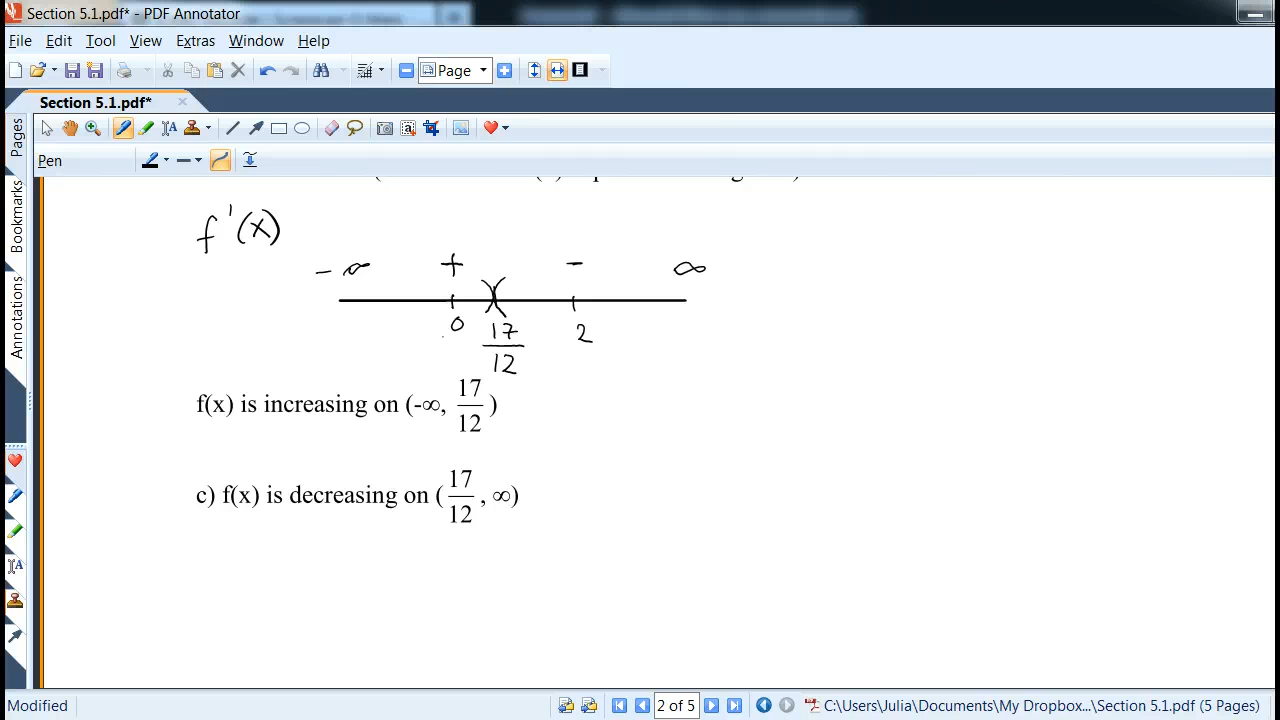 Section 5.1.pdf* - PDF Annotator
File Edit Tool View Extras Window Help
Page
Section 5.1.pdf*
Pen
Pages
Bookmarks
Annotations
f'(x)
-∞ + - ∞
0 17/12 2
f(x) is increasing on (-∞, 17/12)
c) f(x) is decreasing on (17/12, ∞)
Modified
2 of 5
C:\Users\Julia\Documents\My Dropbox...\Section 5.1.pdf (5 Pages)